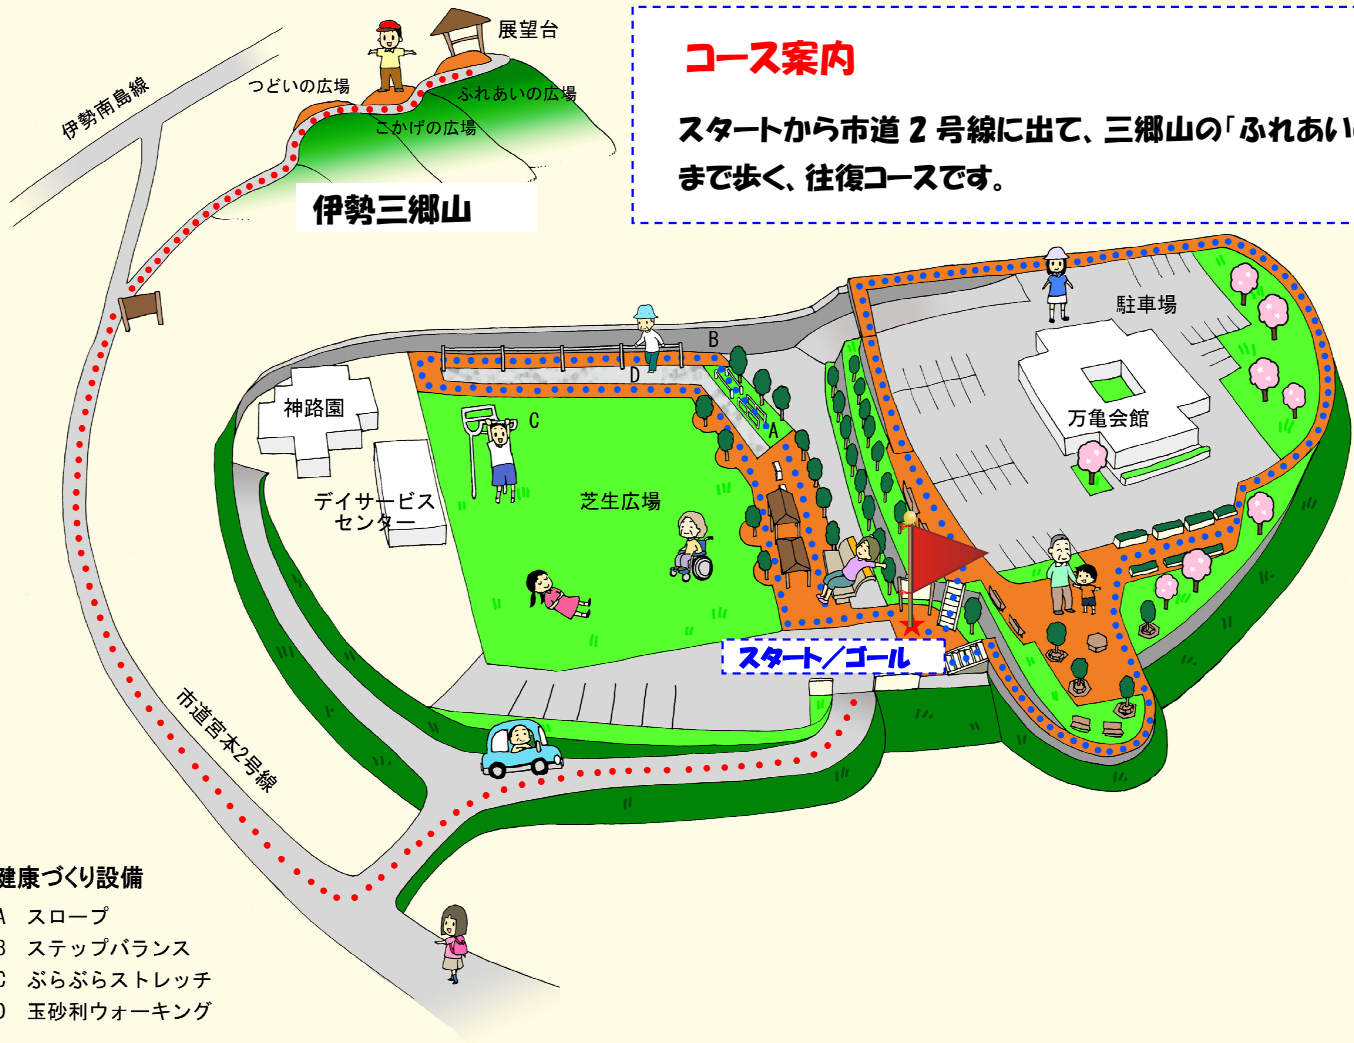 展望台
つどいの広場
ふれあいの広場
こかげの広場
伊勢南島線
伊勢三郷山
コース案内
スタートから市道2号線に出て、三郷山の「ふれあい
まで歩く、往復コースです。
駐車場
B
D
神路園
C
A
万亀会館
デイサービス
センター
芝生広場
スタート／ゴール
市道宮本2号線
健康づくり設備
A スロープ
B ステップバランス
C ぶらぶらストレッチ
D 玉砂利ウォーキング